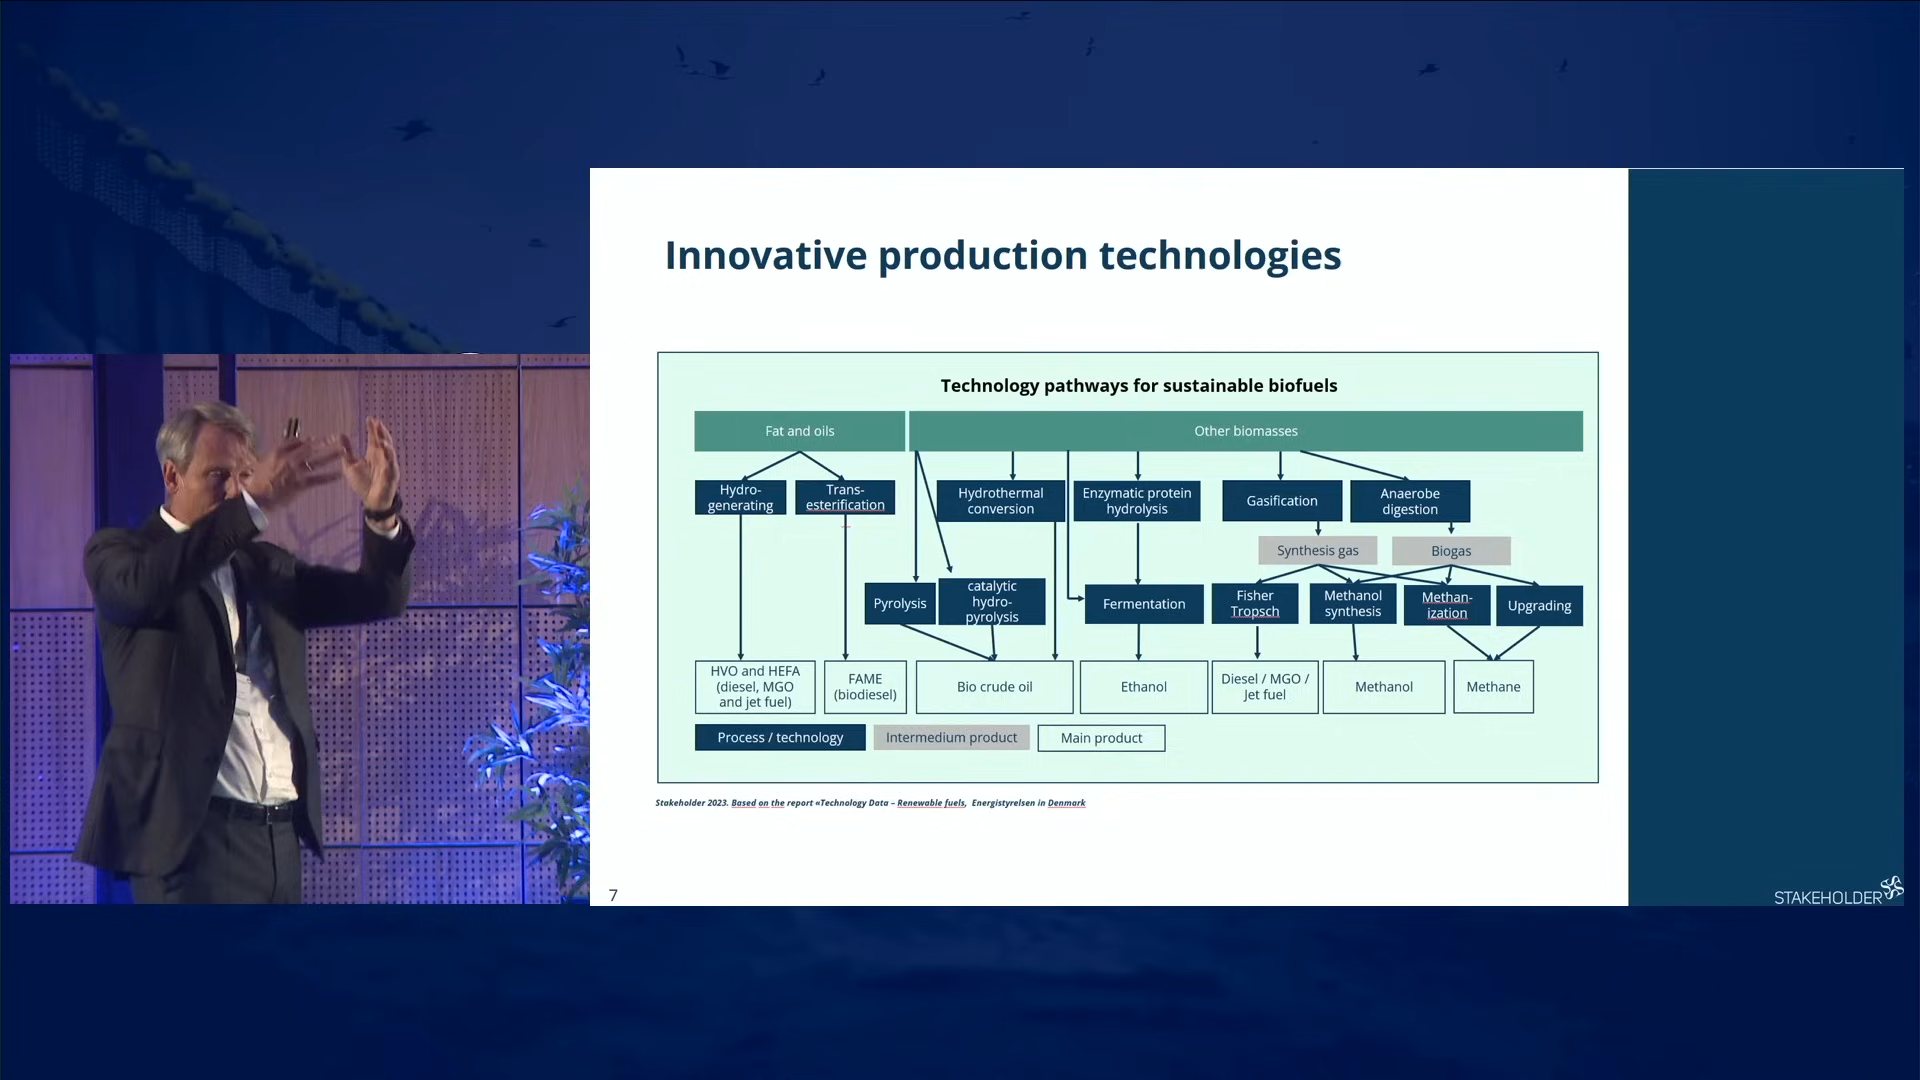 Innovative production technologies
Technology pathways for sustainable biofuels
Fat and oils
Other biomasses
Hydro-
generating
Trans-
esterification
Hydrothermal
conversion
Enzymatic protein
hydrolysis
Gasification
Anaerobe
digestion
Synthesis gas
Biogas
Pyrolysis
catalytic
hydro-
pyrolysis
Fermentation
Fisher
Tropsch
Methanol
synthesis
Methan-
ization
Upgrading
HVO and HEFA
(diesel, MGO
and jet fuel)
FAME
(biodiesel)
Bio crude oil
Ethanol
Diesel / MGO /
Jet fuel
Methanol
Methane
Process / technology
Intermedium product
Main product
Stakeholder 2023. Based on the report «Technology Data – Renewable fuels, Energistyrelsen in Denmark
7
STAKEHOLDER